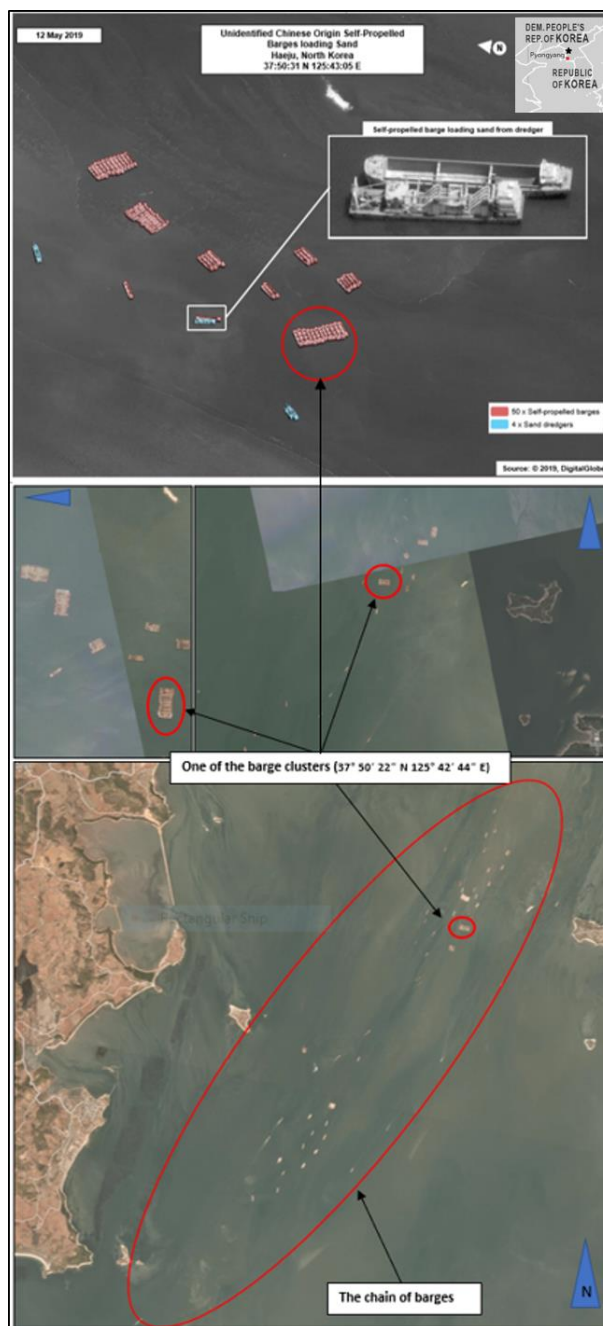 12 May 2019
Unidentified Chinese Origin Self-Propelled
Barges loading Sand
Haeju, North Korea
37:50:31 N 125:43:05 E
N
DEM. PEOPLE'S
REP. OF KOREA
Pyongyang
REPUBLIC
OF KOREA
Self-propelled barge loading sand from dredger
50 x Self-propelled barges
4 x Sand dredgers
Source: © 2019, DigitalGlobe
One of the barge clusters (37° 50' 22" N 125° 42' 44" E)
Rectangular Ship
The chain of barges
N